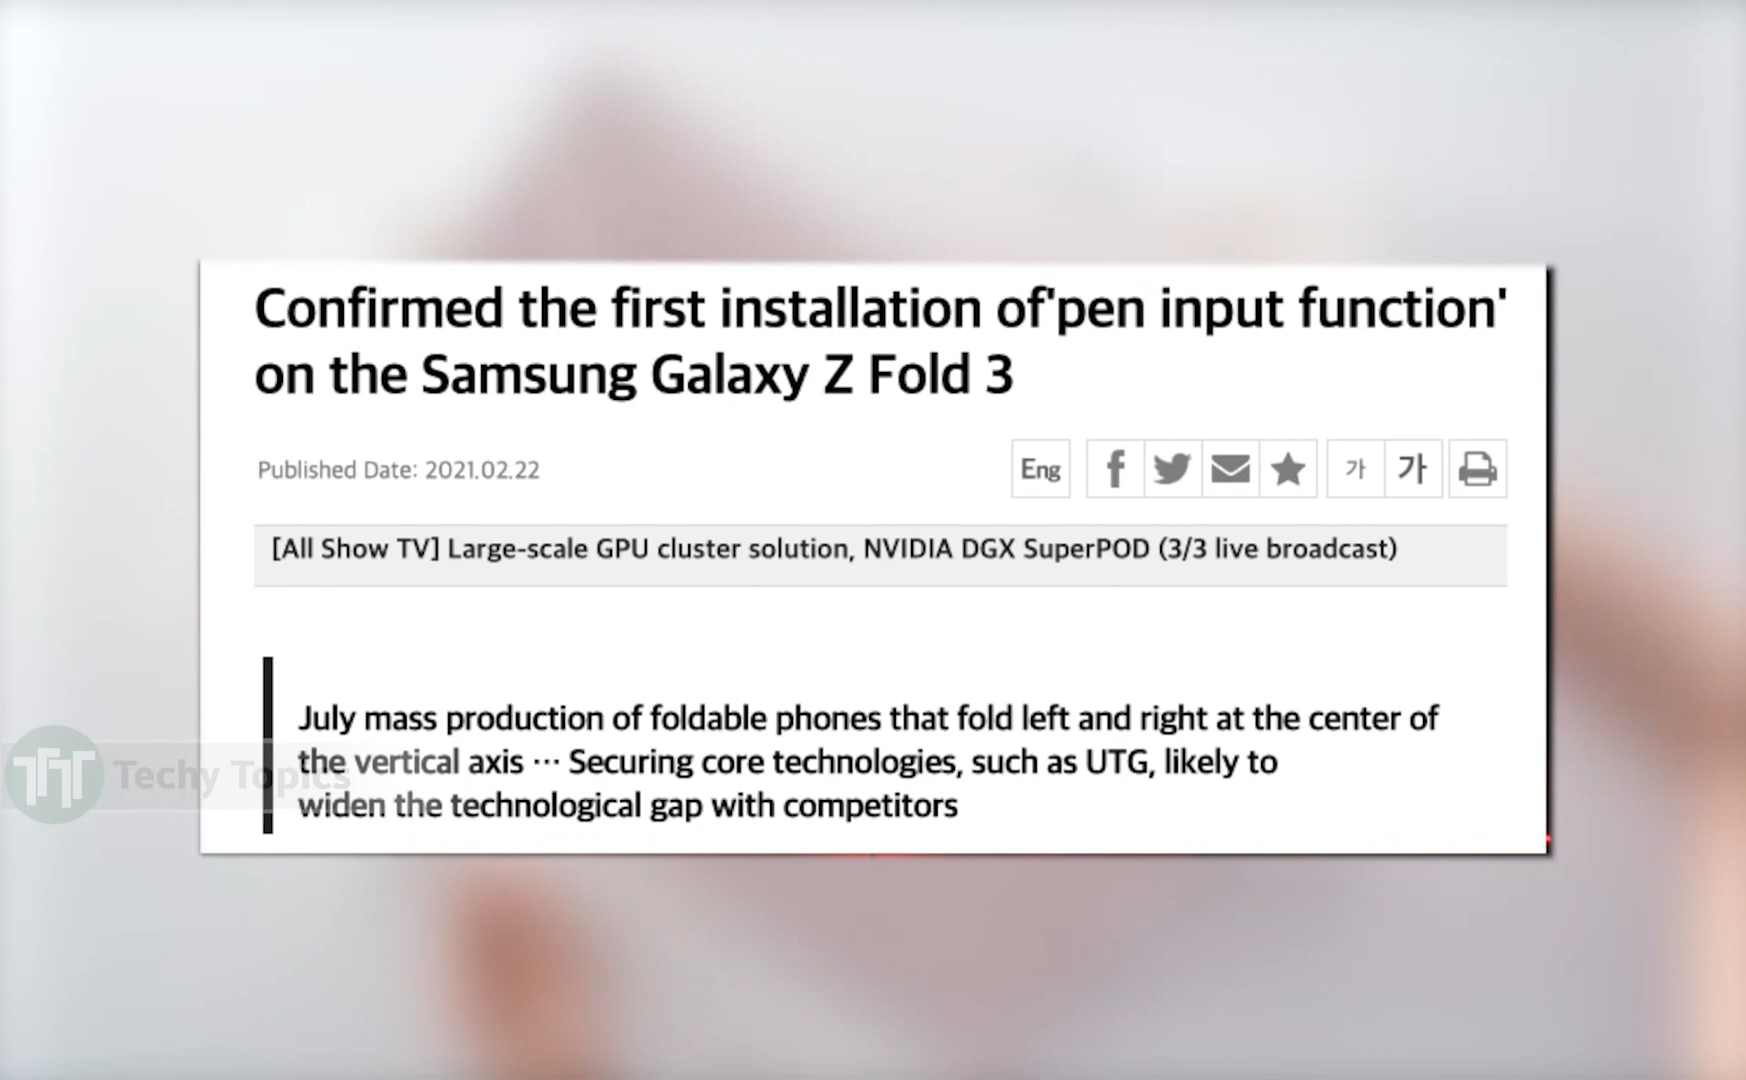 Confirmed the first installation of'pen input function'
on the Samsung Galaxy Z Fold 3
Published Date: 2021.02.22
Eng
가
가
[All Show TV] Large-scale GPU cluster solution, NVIDIA DGX SuperPOD (3/3 live broadcast)
July mass production of foldable phones that fold left and right at the center of
the vertical axis ··· Securing core technologies, such as UTG, likely to
widen the technological gap with competitors
TT Techy Topics